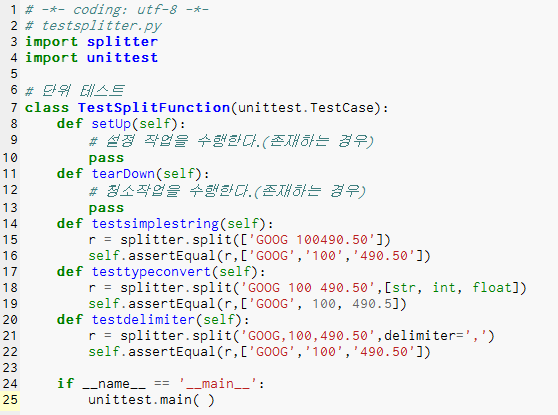 1 # -*- coding: utf-8 -*-
2 # testsplitter.py
3 import splitter
4 import unittest
5
6 # 단위 테스트
7 class TestSplitFunction(unittest.TestCase):
8     def setUp(self):
9         # 설정 작업을 수행한다.(존재하는 경우)
10         pass
11     def tearDown(self):
12         # 청소작업을 수행한다.(존재하는 경우)
13         pass
14     def testsimplestring(self):
15         r = splitter.split(['GOOG 100490.50'])
16         self.assertEqual(r,['GOOG','100','490.50'])
17     def testtypeconvert(self):
18         r = splitter.split('GOOG 100 490.50',[str, int, float])
19         self.assertEqual(r,['GOOG', 100, 490.5])
20     def testdelimiter(self):
21         r = splitter.split('GOOG,100,490.50',delimiter=',')
22         self.assertEqual(r,['GOOG','100','490.50'])
23
24     if __name__ == '__main__':
25         unittest.main( )